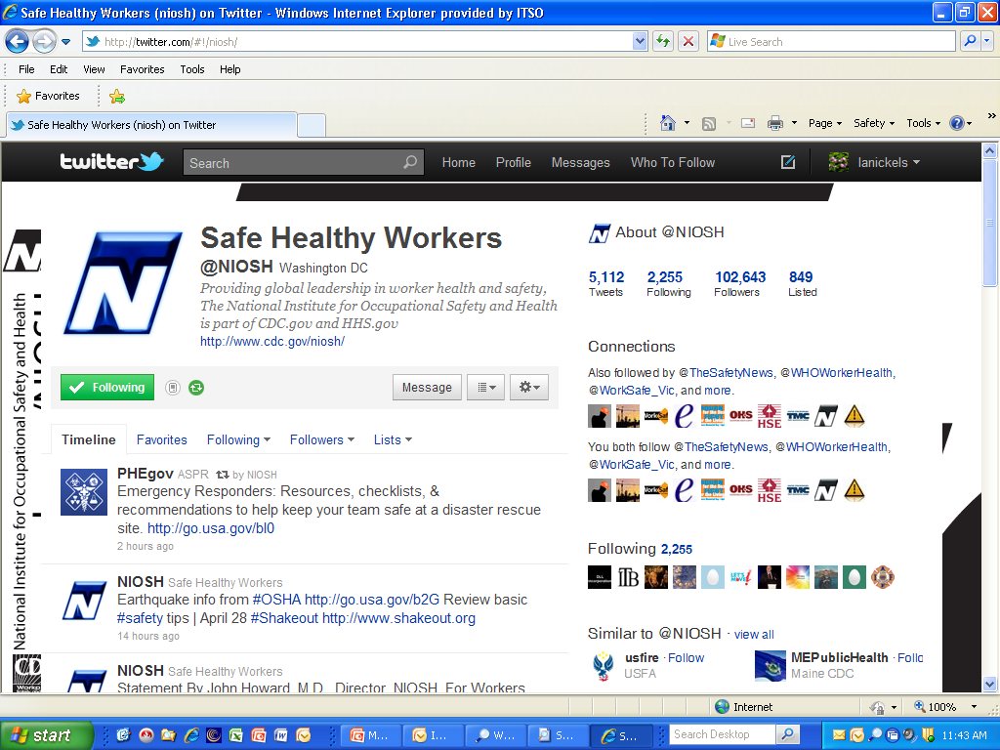 Safe Healthy Workers (niosh) on Twitter - Windows Internet Explorer provided by ITSO
http://twitter.com/#!/niosh/
Live Search
File Edit View Favorites Tools Help
Favorites
Safe Healthy Workers (niosh) on Twitter
Page Safety Tools
twitter Search Home Profile Messages Who To Follow lanickels
National Institute for Occupational Safety and Health
NIOSH
Safe Healthy Workers
@NIOSH Washington DC
Providing global leadership in worker health and safety,
The National Institute for Occupational Safety and Health
is part of CDC.gov and HHS.gov
http://www.cdc.gov/niosh/
Following
Message
Timeline Favorites Following Followers Lists
PHEgov ASPR by NIOSH
Emergency Responders: Resources, checklists, &
recommendations to help keep your team safe at a disaster rescue
site. http://go.usa.gov/bl0
2 hours ago
NIOSH Safe Healthy Workers
Earthquake info from #OSHA http://go.usa.gov/b2G Review basic
#safety tips | April 28 #Shakeout http://www.shakeout.org
14 hours ago
NIOSH Safe Healthy Workers
Statement By John Howard, M.D., Director, NIOSH, For Workers
About @NIOSH
5,112 2,255 102,643 849
Tweets Following Followers Listed
Connections
Also followed by @TheSafetyNews, @WHOWorkerHealth,
@WorkSafe_Vic, and more.
OHS HSE TMC
You both follow @TheSafetyNews, @WHOWorkerHealth,
@WorkSafe_Vic, and more.
OHS HSE TMC
Following 2,255
Similar to @NIOSH · view all
usfire · Follow
USFA
MEPublicHealth · Follo
Maine CDC
Internet 100%
start M... I... W... S... S... Search Desktop 11:43 AM